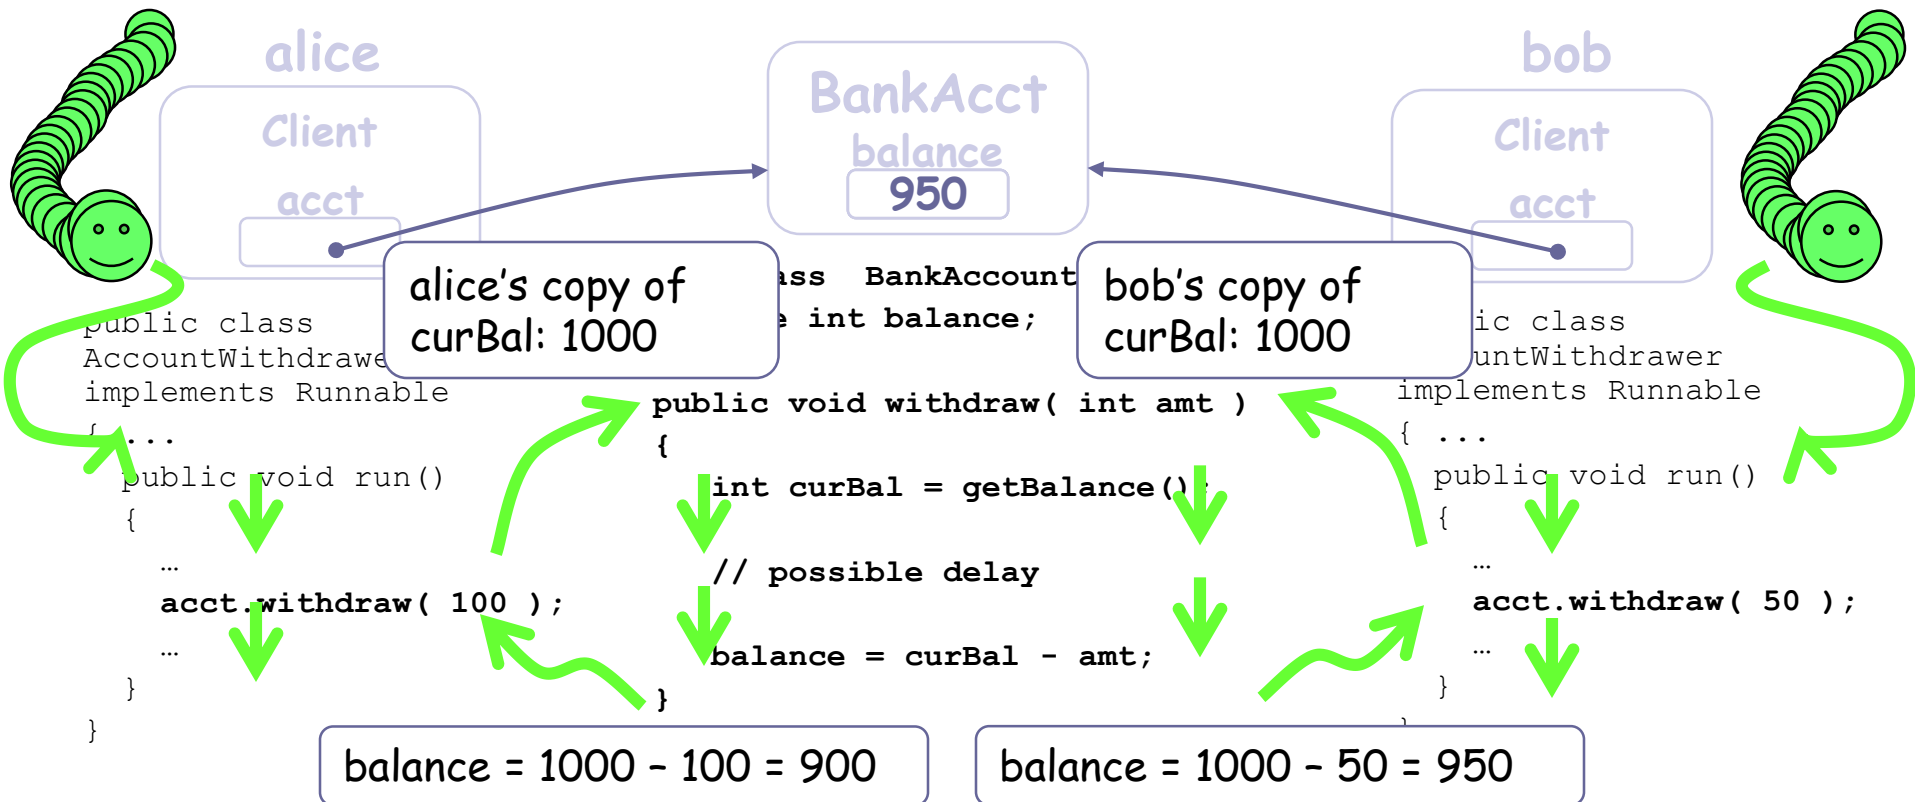 alice
Client
acct
BankAcct
balance
950
bob
Client
acct
alice's copy of
curBal: 1000
bob's copy of
curBal: 1000
public class
AccountWithdrawe
implements Runnable
{ ...
public void run()
{
…
acct.withdraw( 100 );
…
}
}
ass BankAccount
e int balance;
public void withdraw( int amt )
{
int curBal = getBalance();
// possible delay
balance = curBal - amt;
}
ic class
untWithdrawer
implements Runnable
{ ...
public void run()
{
…
acct.withdraw( 50 );
…
}
balance = 1000 – 100 = 900
balance = 1000 – 50 = 950